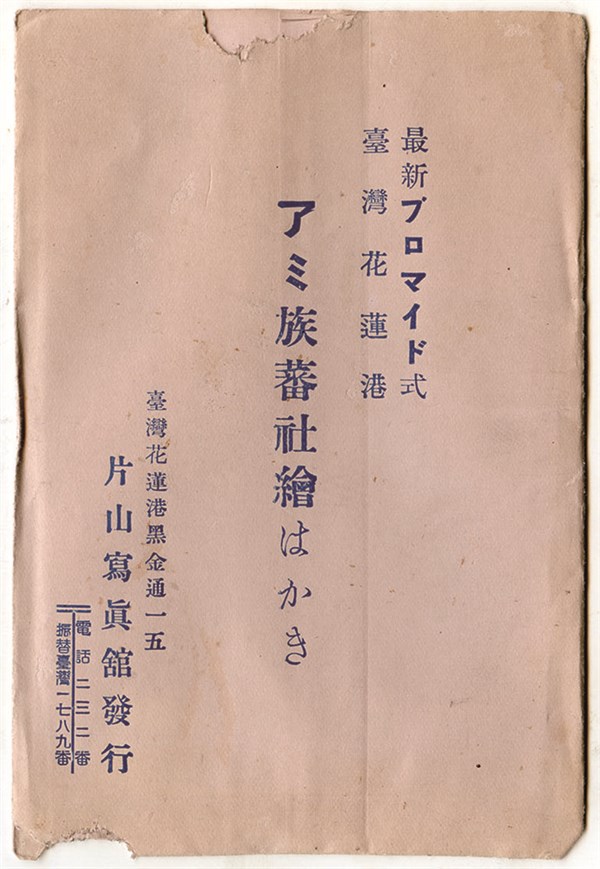 最新ブロマイド式
臺灣花蓮港
アミ族蕃社繪はかき
臺灣花蓮港黑金通一五
片山寫眞舘發行
電話二三二番
振替臺灣一七八九番